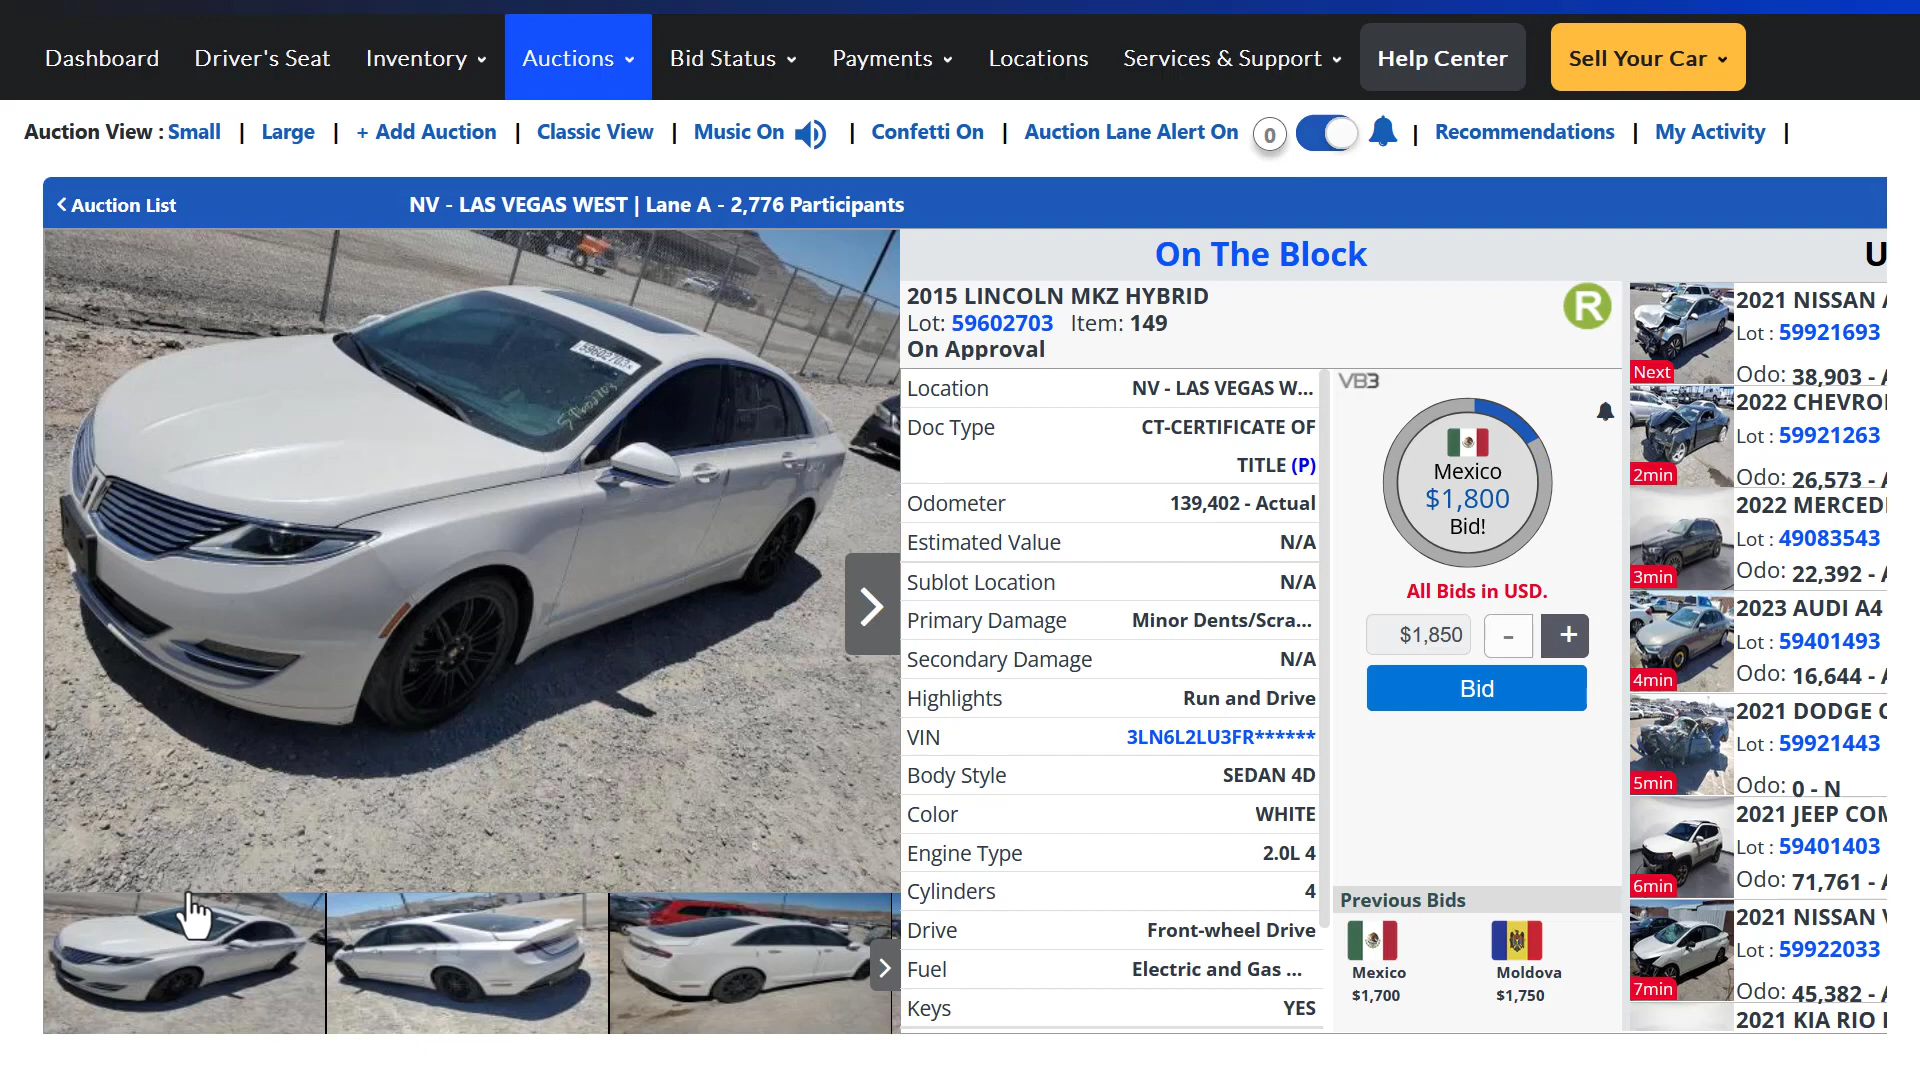 Dashboard Driver's Seat Inventory Auctions Bid Status Payments Locations Services & Support Help Center Sell Your Car
Auction View : Small | Large | + Add Auction | Classic View | Music On | Confetti On | Auction Lane Alert On 0 | Recommendations | My Activity |
Auction List NV - LAS VEGAS WEST | Lane A - 2,776 Participants
On The Block
2015 LINCOLN MKZ HYBRID
Lot: 59602703 Item: 149
On Approval
R
Location NV - LAS VEGAS W...
Doc Type CT-CERTIFICATE OF
TITLE (P)
Odometer 139,402 - Actual
Estimated Value N/A
Sublot Location N/A
Primary Damage Minor Dents/Scra...
Secondary Damage N/A
Highlights Run and Drive
VIN 3LN6L2LU3FR******
Body Style SEDAN 4D
Color WHITE
Engine Type 2.0L 4
Cylinders 4
Drive Front-wheel Drive
Fuel Electric and Gas ...
Keys YES
VB3
Mexico
$1,800
Bid!
All Bids in USD.
$1,850 - +
Bid
Previous Bids
Mexico
$1,700
Moldova
$1,750
U
2021 NISSAN
Lot : 59921693
Next
Odo: 38,903 -
2022 CHEVRO
Lot : 59921263
2min
Odo: 26,573 -
2022 MERCED
Lot : 49083543
3min
Odo: 22,392 -
2023 AUDI A4
Lot : 59401493
4min
Odo: 16,644 -
2021 DODGE
Lot : 59921443
5min
Odo: 0 - N
2021 JEEP COM
Lot : 59401403
6min
Odo: 71,761 -
2021 NISSAN V
Lot : 59922033
7min
Odo: 45,382 -
2021 KIA RIO
59602703